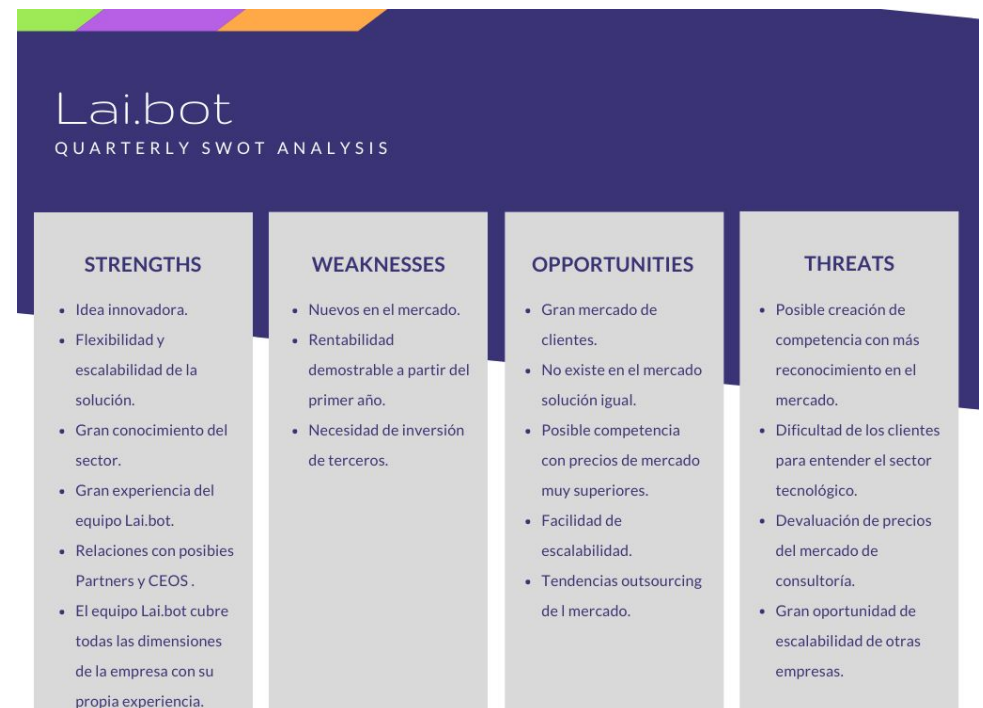 Lai.bot
QUARTERLY SWOT ANALYSIS
STRENGTHS
• Idea innovadora.
• Flexibilidad y
escalabilidad de la
solución.
• Gran conocimiento del
sector.
• Gran experiencia del
equipo Lai.bot.
• Relaciones con posibies
Partners y CEOS .
• El equipo Lai.bot cubre
todas las dimensiones
de la empresa con su
propia experiencia.
WEAKNESSES
• Nuevos en el mercado.
• Rentabilidad
demostrable a partir del
primer año.
• Necesidad de inversión
de terceros.
OPPORTUNITIES
• Gran mercado de
clientes.
• No existe en el mercado
solución igual.
• Posible competencia
con precios de mercado
muy superiores.
• Facilidad de
escalabilidad.
• Tendencias outsourcing
de l mercado.
THREATS
• Posible creación de
competencia con más
reconocimiento en el
mercado.
• Dificultad de los clientes
para entender el sector
tecnológico.
• Devaluación de precios
del mercado de
consultoría.
• Gran oportunidad de
escalabilidad de otras
empresas.